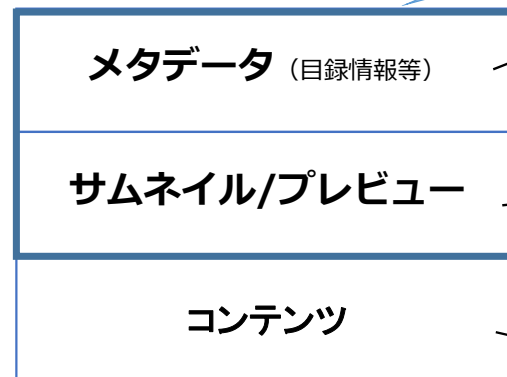 メタデータ（目録情報等）
サムネイル/プレビュー
コンテンツ